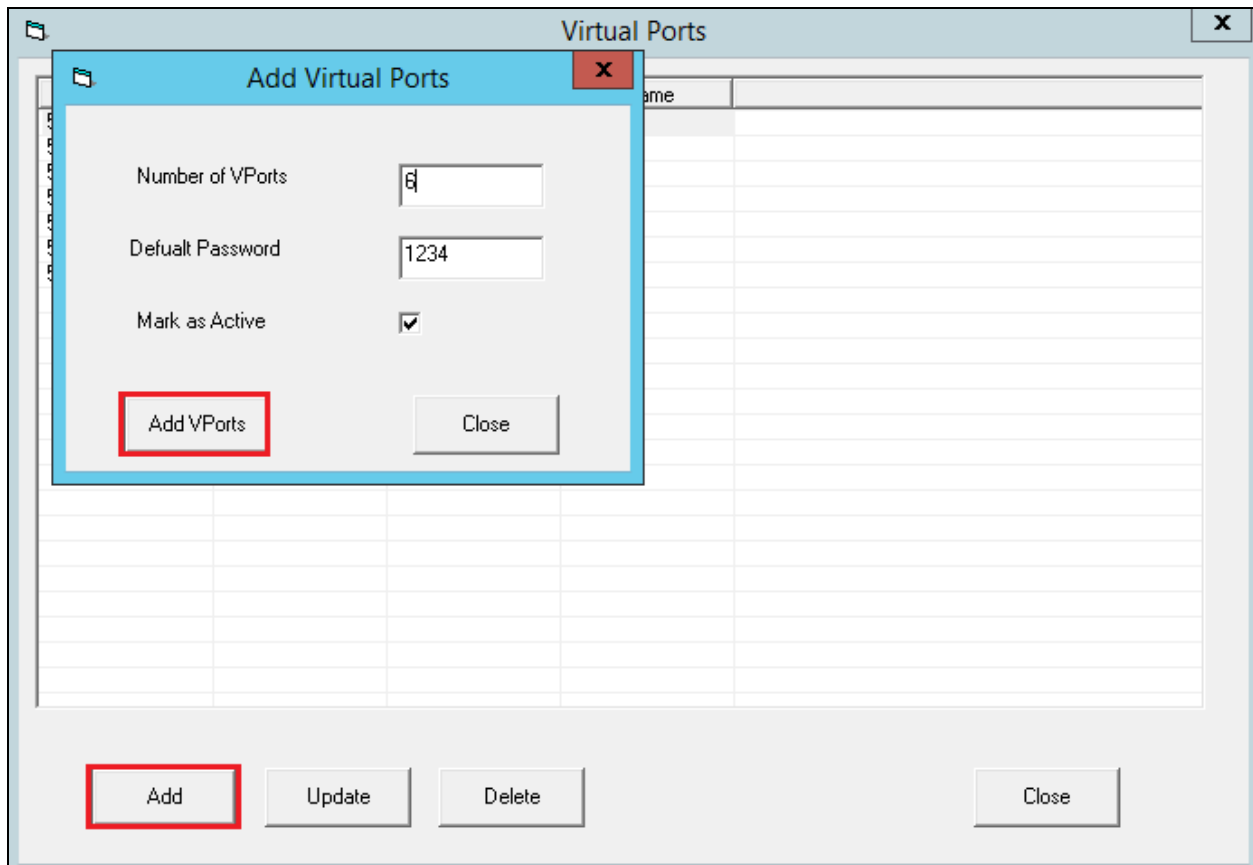 Virtual Ports
X
Add Virtual Ports
x
Number of VPorts 6
Defualt Password 1234
Mark as Active
Add VPorts Close
Add Update Delete Close